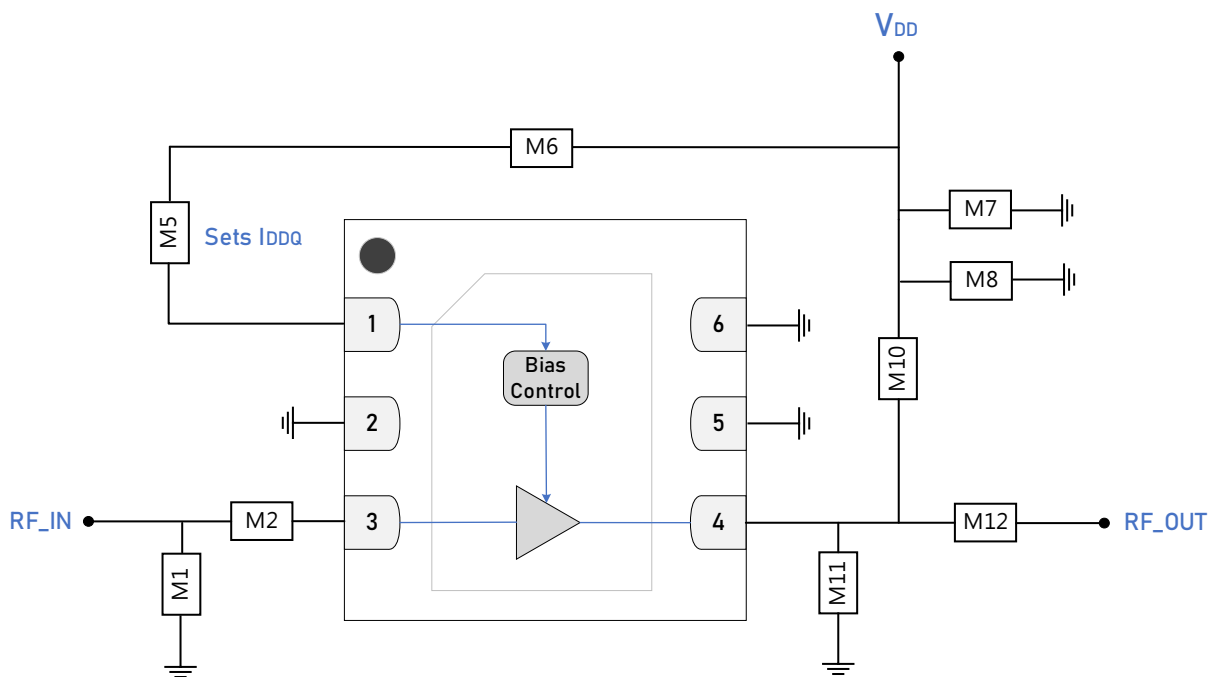 VDD
M6
M7
M5
Sets IDDQ
M8
1
6
Bias
Control
M10
2
5
RF_IN
M2
3
4
M12
RF_OUT
M1
M11